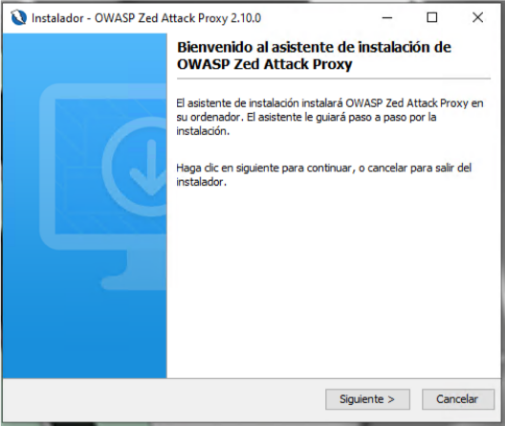 Instalador - OWASP Zed Attack Proxy 2.10.0
Bienvenido al asistente de instalación de
OWASP Zed Attack Proxy
El asistente de instalación instalará OWASP Zed Attack Proxy en
su ordenador. El asistente le guiará paso a paso por la
instalación.
Haga clic en siguiente para continuar, o cancelar para salir del
instalador.
Siguiente >
Cancelar